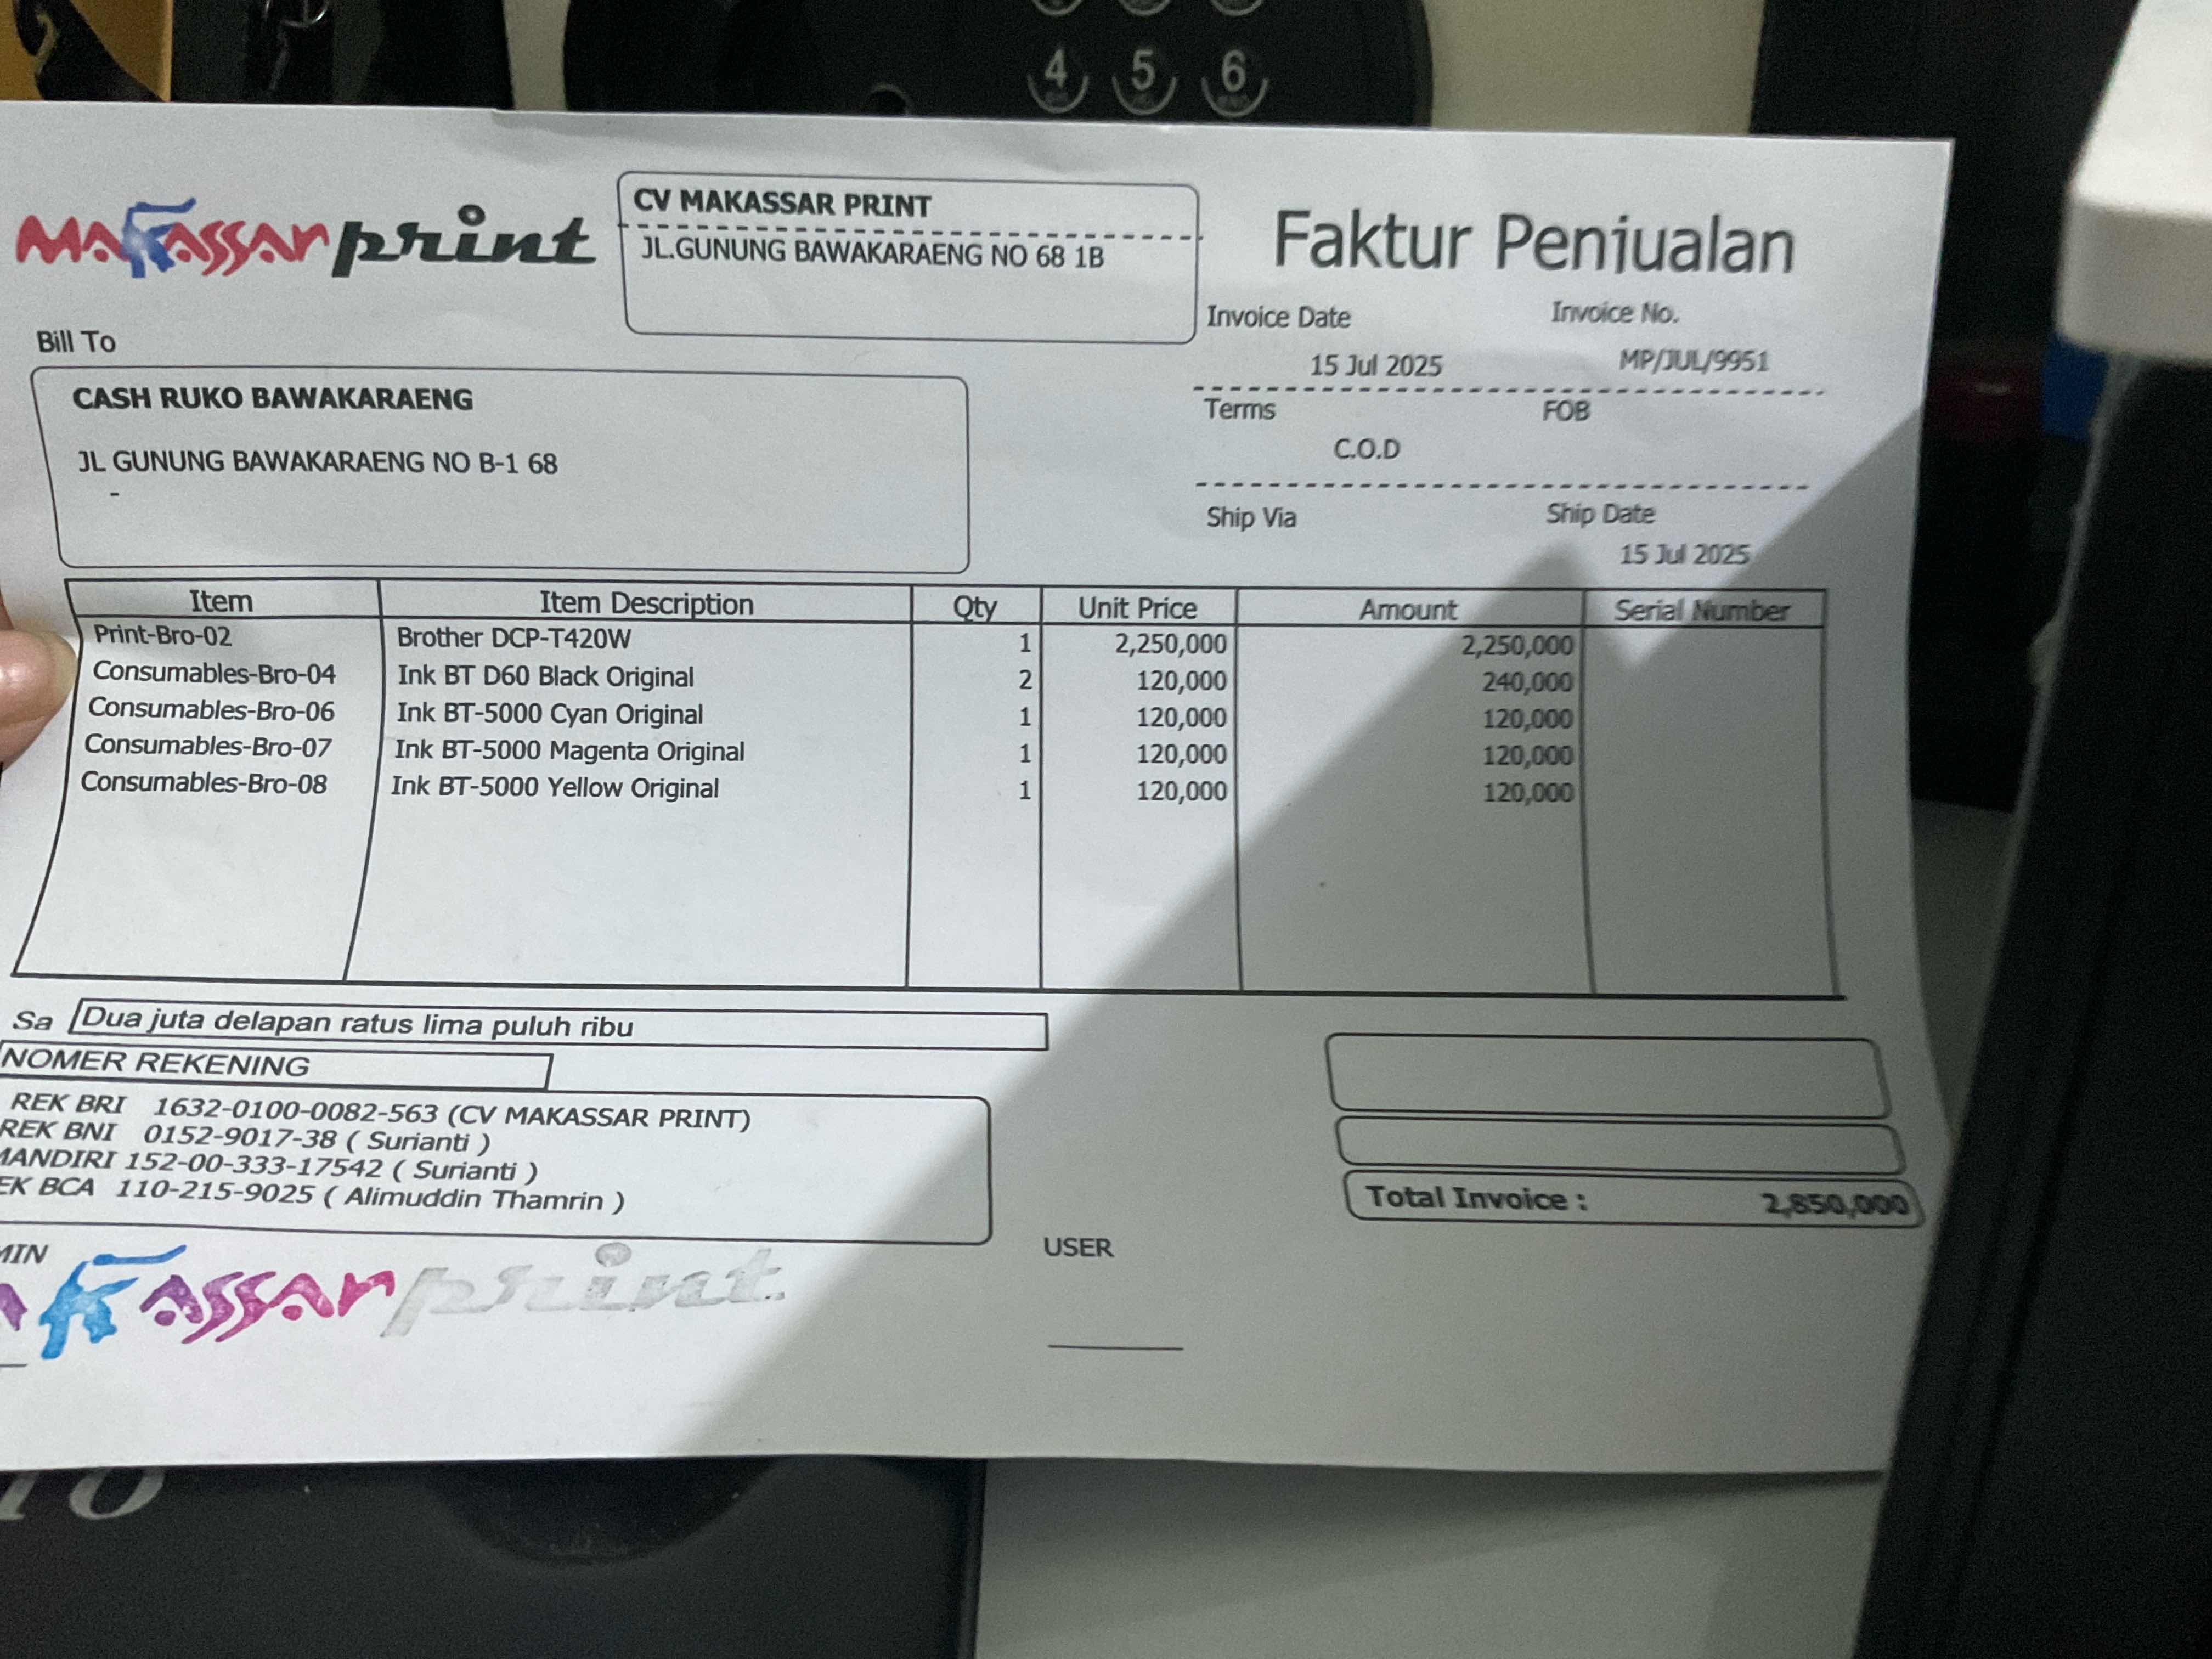 4 5 6
MAKASSAR print
CV MAKASSAR PRINT
JL.GUNUNG BAWAKARAENG NO 68 1B
Faktur Penjualan
Invoice Date Invoice No.
15 Jul 2025 MP/JUL/9951
Terms FOB
C.O.D
Ship Via Ship Date
15 Jul 2025
Bill To
CASH RUKO BAWAKARAENG
JL GUNUNG BAWAKARAENG NO B-1 68
-
Item Item Description Qty Unit Price Amount Serial Number
Print-Bro-02 Brother DCP-T420W 1 2,250,000 2,250,000
Consumables-Bro-04 Ink BT D60 Black Original 2 120,000 240,000
Consumables-Bro-06 Ink BT-5000 Cyan Original 1 120,000 120,000
Consumables-Bro-07 Ink BT-5000 Magenta Original 1 120,000 120,000
Consumables-Bro-08 Ink BT-5000 Yellow Original 1 120,000 120,000
Sa Dua juta delapan ratus lima puluh ribu
NOMER REKENING
REK BRI 1632-0100-0082-563 (CV MAKASSAR PRINT)
REK BNI 0152-9017-38 ( Surianti )
MANDIRI 152-00-333-17542 ( Surianti )
EK BCA 110-215-9025 ( Alimuddin Thamrin )
Total Invoice : 2,850,000
MIN
USER
Kassar print.